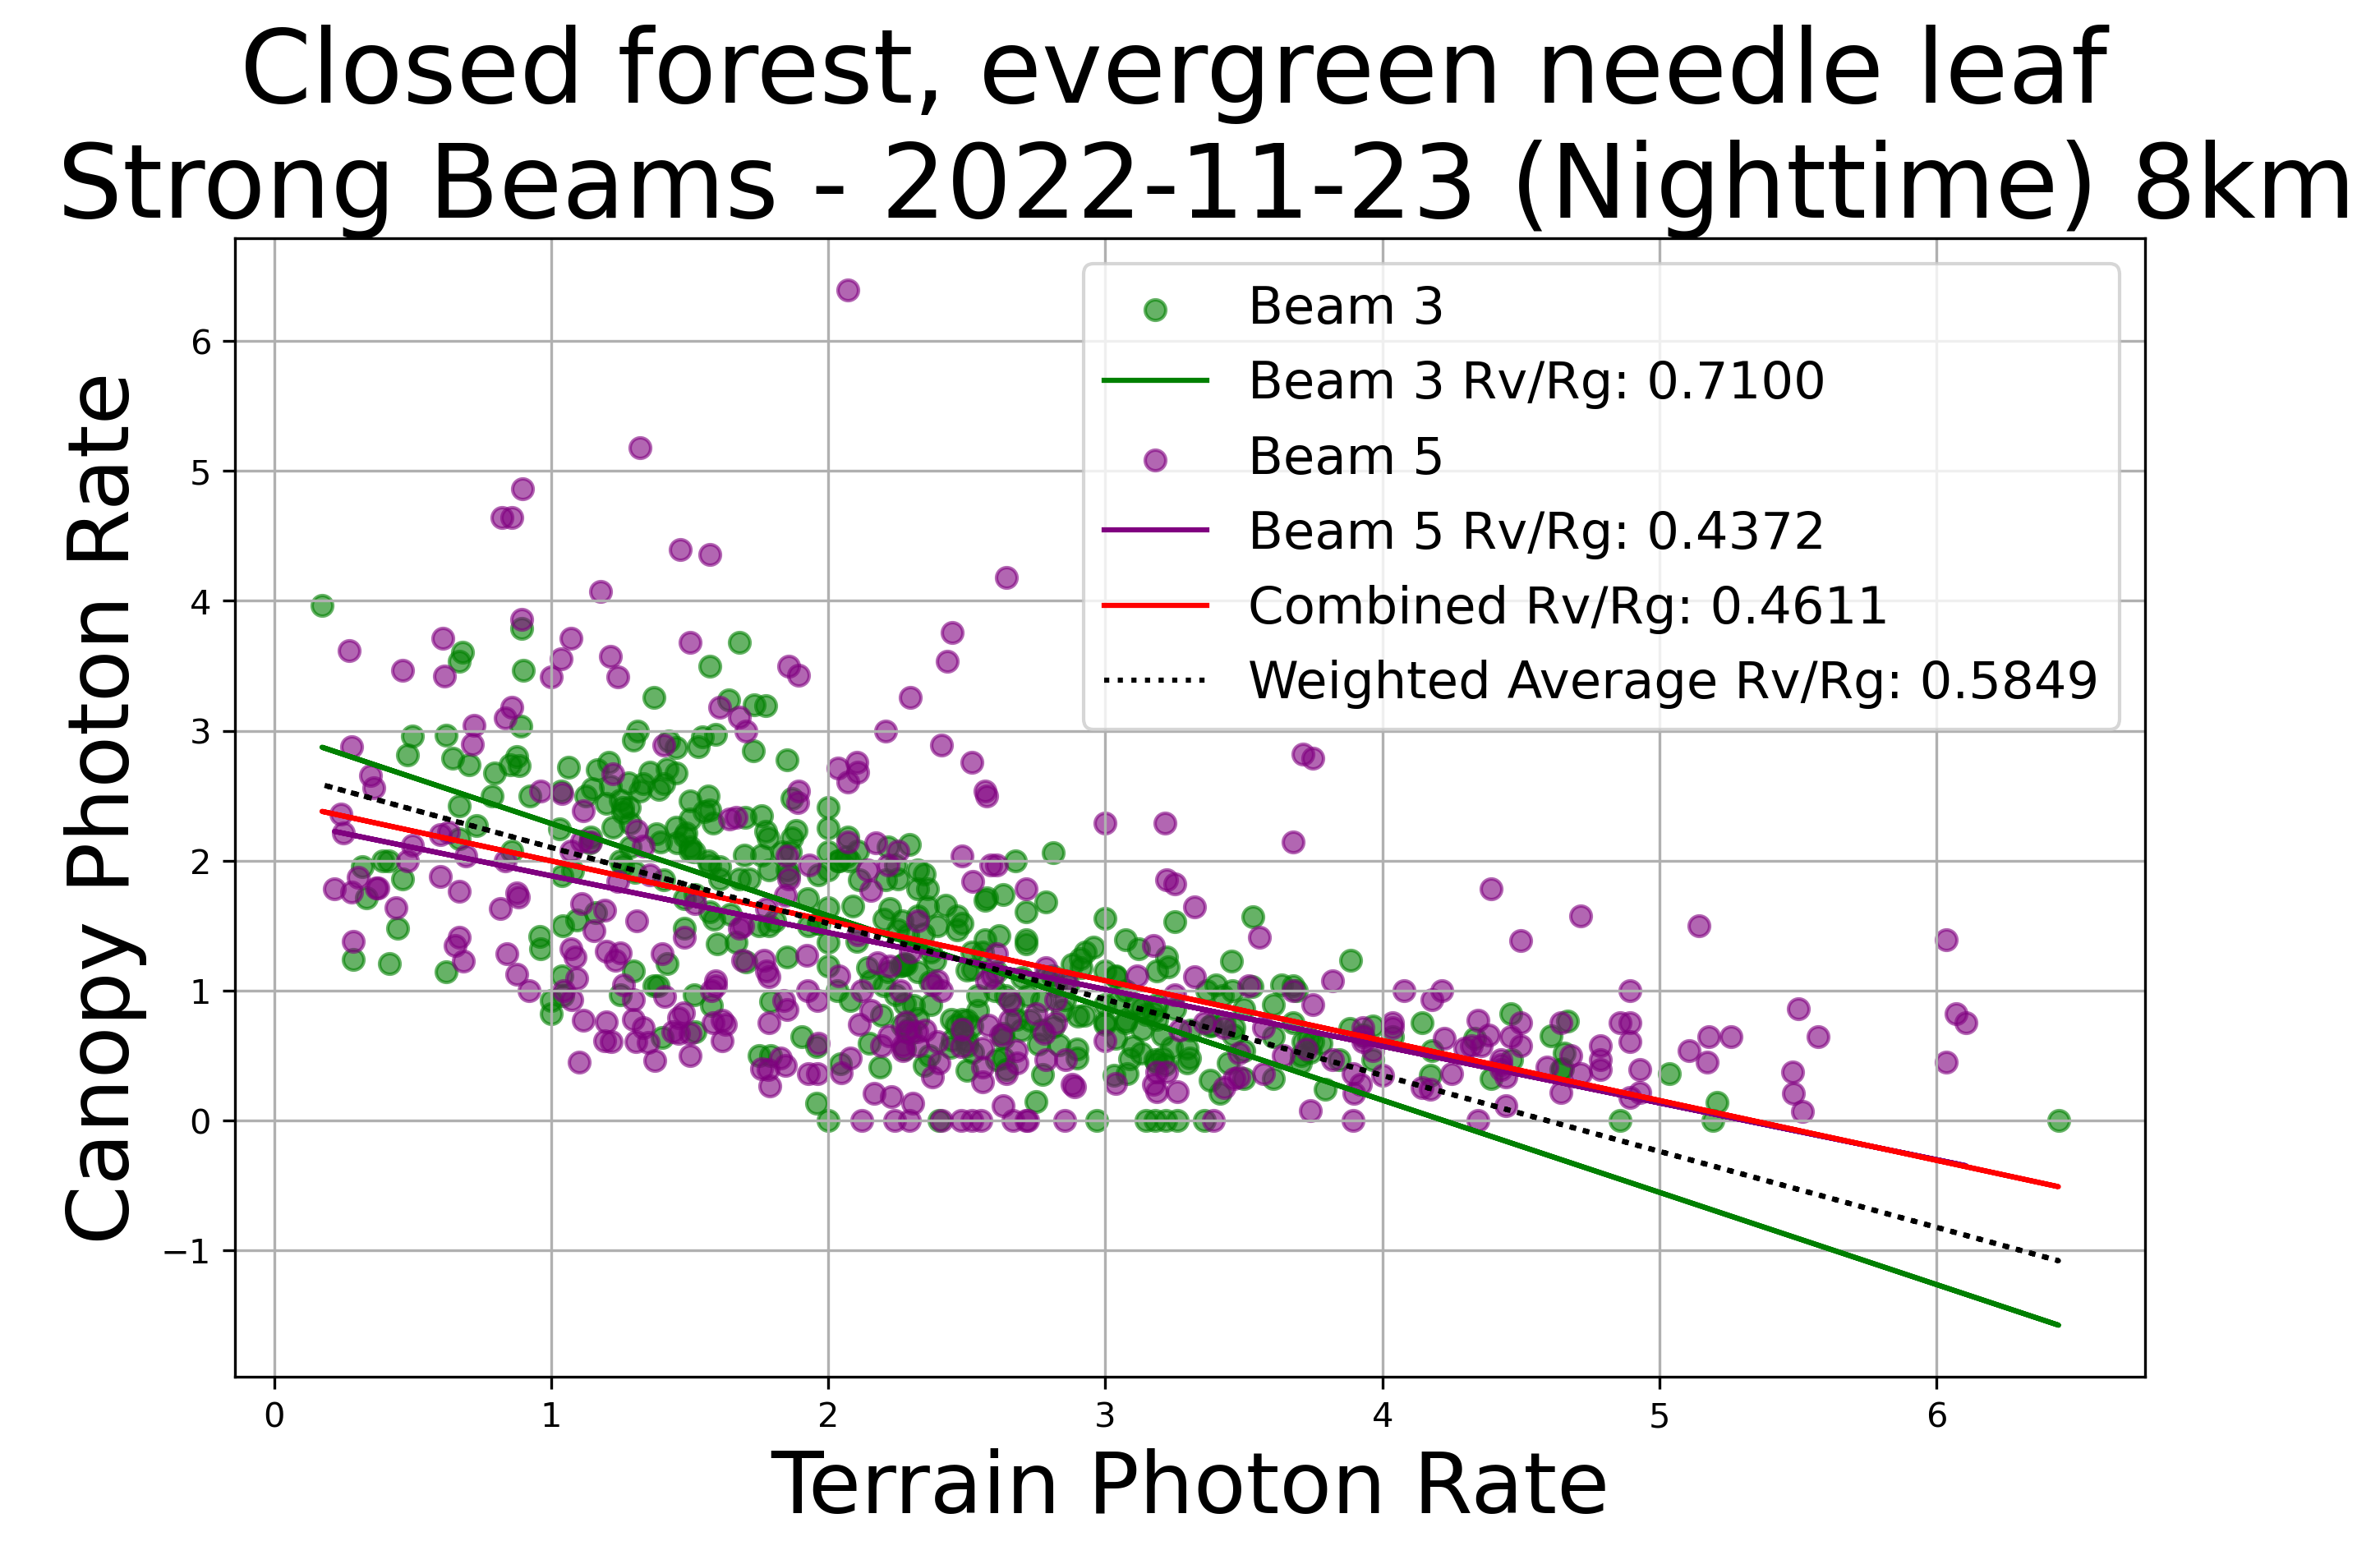 Closed forest, evergreen needle leaf
Strong Beams - 2022-11-23 (Nighttime) 8km
Canopy Photon Rate
6
5
4
3
2
1
0
−1
Beam 3
Beam 3 Rv/Rg: 0.7100
Beam 5
Beam 5 Rv/Rg: 0.4372
Combined Rv/Rg: 0.4611
Weighted Average Rv/Rg: 0.5849
0 1 2 3 4 5 6
Terrain Photon Rate